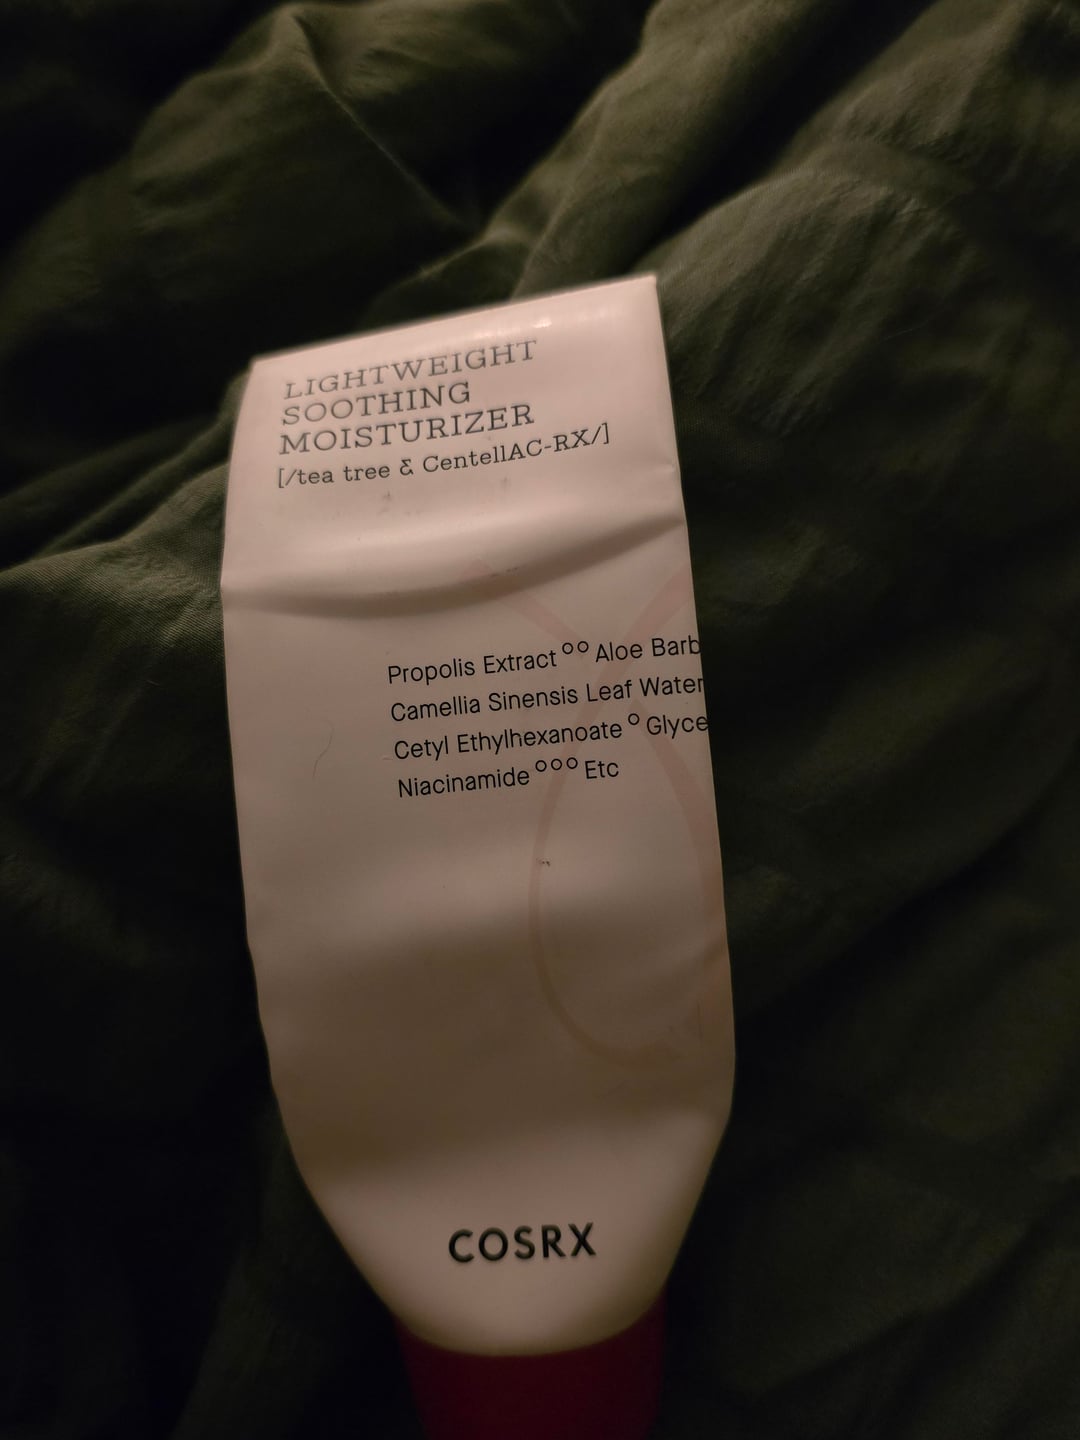 LIGHTWEIGHT
SOOTHING
MOISTURIZER
[/tea tree & CentellAC-RX/]
Propolis Extract°° Aloe Barb
Camellia Sinensis Leaf Water
Cetyl Ethylhexanoate° Glyce
Niacinamide°°° Etc
COSRX